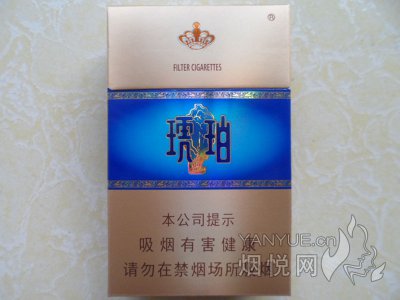 ®
FILTER CIGARETTES
琥珀
本公司提示
吸烟有害健康
请勿在禁烟场所吸烟
YANYUE.cn
烟悦网